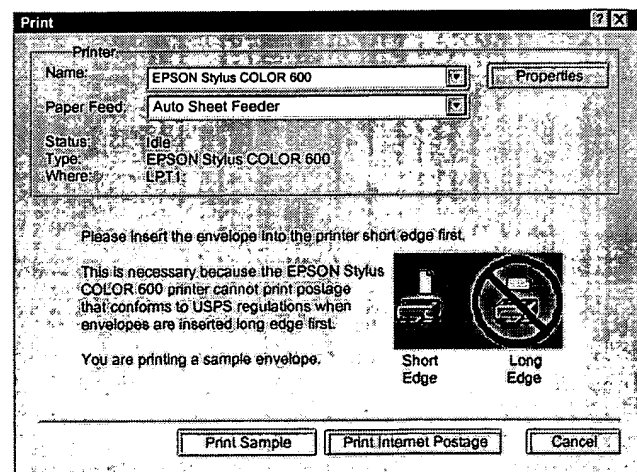 Print
Printer
Name: EPSON Stylus COLOR 600 Properties
Paper Feed: Auto Sheet Feeder
Status: Idle
Type: EPSON Stylus COLOR 600
Where: LPT1:
Please insert the envelope into the printer short edge first.
This is necessary because the EPSON Stylus
COLOR 600 printer cannot print postage
that conforms to USPS regulations when
envelopes are inserted long edge first.
You are printing a sample envelope.
Short Long
Edge Edge
Print Sample Print Internet Postage Cancel